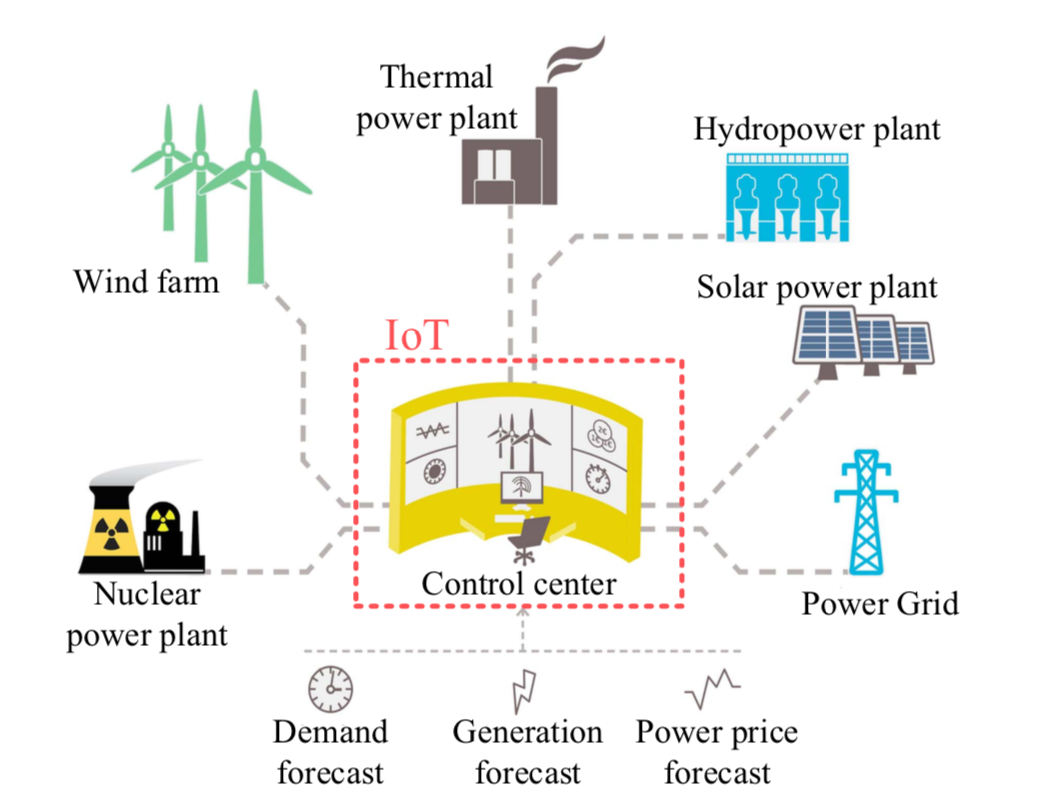 Thermal
power plant
Hydropower plant
Wind farm
Solar power plant
IoT
Control center
Nuclear
power plant
Power Grid
Demand
forecast
Generation
forecast
Power price
forecast